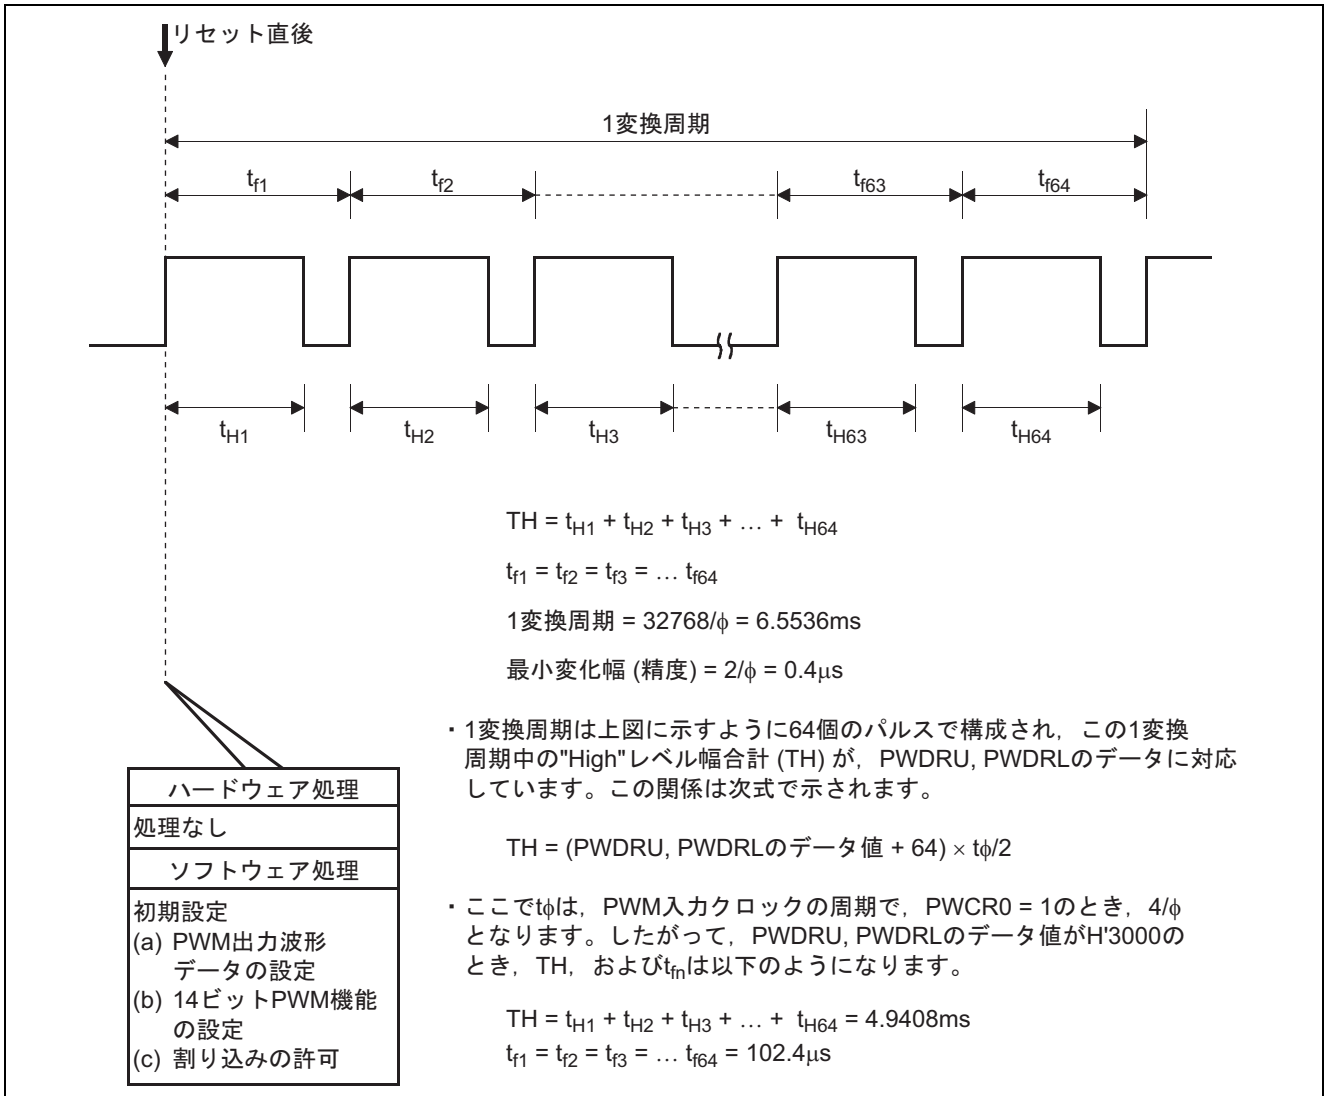 リセット直後
1変換周期
tf1 tf2 tf63 tf64
tH1 tH2 tH3 tH63 tH64
TH = tH1 + tH2 + tH3 + … + tH64
tf1 = tf2 = tf3 = … tf64
1変換周期 = 32768/φ = 6.5536ms
最小変化幅 (精度) = 2/φ = 0.4μs
・1変換周期は上図に示すように64個のパルスで構成され，この1変換
周期中の"High"レベル幅合計 (TH) が，PWDRU, PWDRLのデータに対応
しています。この関係は次式で示されます。
TH = (PWDRU, PWDRLのデータ値 + 64) × tφ/2
・ここでtφは，PWM入力クロックの周期で，PWCR0 = 1のとき，4/φ
となります。したがって，PWDRU, PWDRLのデータ値がH'3000の
とき，TH，およびtfnは以下のようになります。
TH = tH1 + tH2 + tH3 + … + tH64 = 4.9408ms
tf1 = tf2 = tf3 = … tf64 = 102.4μs
ハードウェア処理
処理なし
ソフトウェア処理
初期設定
(a) PWM出力波形
データの設定
(b) 14ビットPWM機能
の設定
(c) 割り込みの許可